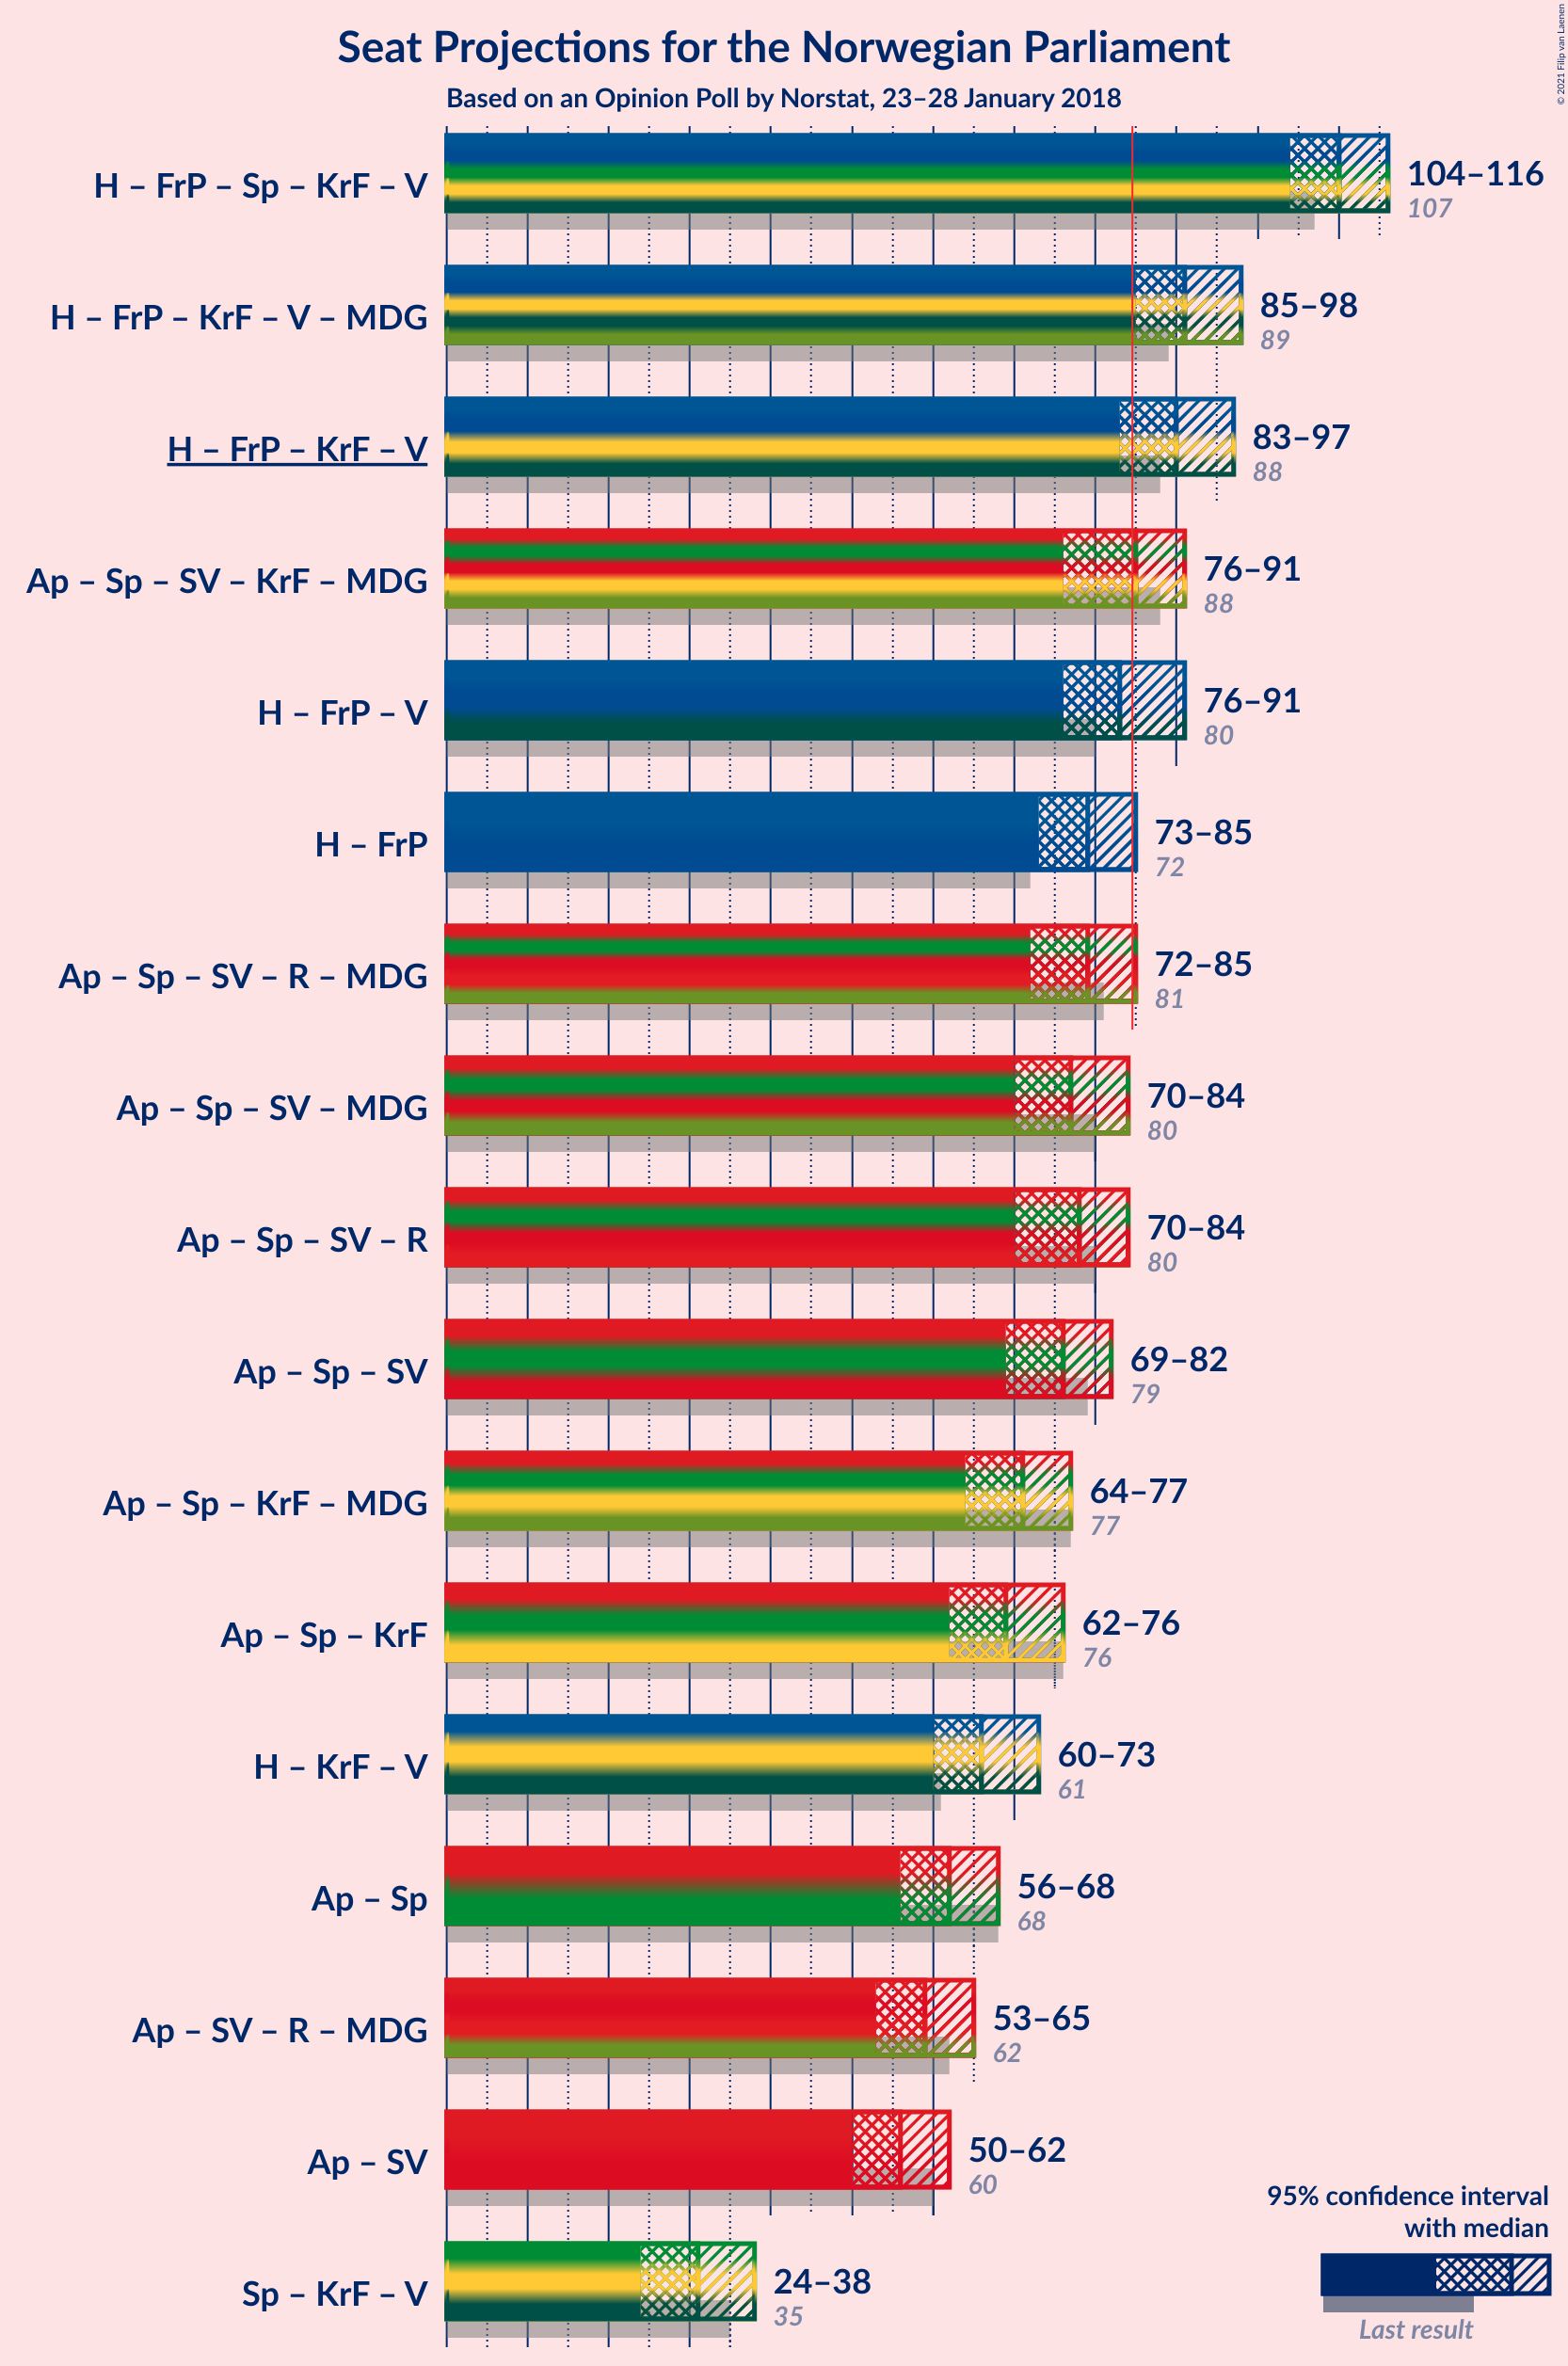 © 2021 Filip van Laenen
Seat Projections for the Norwegian Parliament
Based on an Opinion Poll by Norstat, 23–28 January 2018
H – FrP – Sp – KrF – V
104–116
107
H – FrP – KrF – V – MDG
85–98
89
H – FrP – KrF – V
83–97
88
Ap – Sp – SV – KrF – MDG
76–91
88
H – FrP – V
76–91
80
H – FrP
73–85
72
Ap – Sp – SV – R – MDG
72–85
81
Ap – Sp – SV – MDG
70–84
80
Ap – Sp – SV – R
70–84
80
Ap – Sp – SV
69–82
79
Ap – Sp – KrF – MDG
64–77
77
Ap – Sp – KrF
62–76
76
H – KrF – V
60–73
61
Ap – Sp
56–68
68
Ap – SV – R – MDG
53–65
62
Ap – SV
50–62
60
Sp – KrF – V
24–38
35
95% confidence interval
with median
Last result